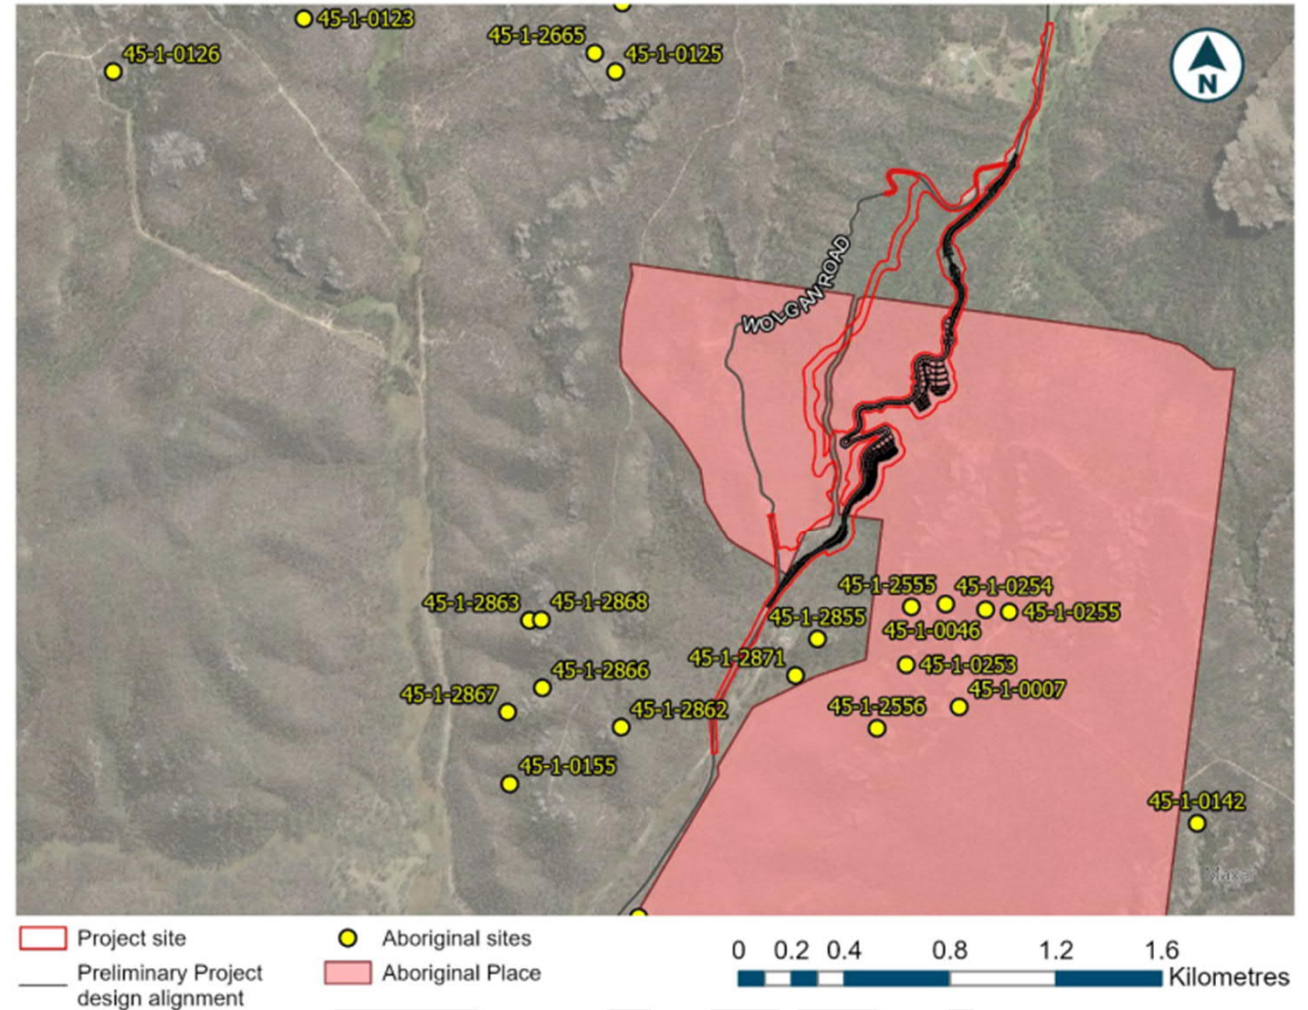 45-1-0123
45-1-2665
45-1-0126
45-1-0125
N
WOLGAN ROAD
45-1-2555
45-1-0254
45-1-2863
45-1-2868
45-1-0255
45-1-2855
45-1-0046
45-1-2871
45-1-0253
45-1-2866
45-1-2867
45-1-0007
45-1-2862
45-1-2556
45-1-0155
45-1-0142
Maxar
Project site
Aboriginal sites
Preliminary Project
design alignment
Aboriginal Place
0 0.2 0.4 0.8 1.2 1.6
Kilometres